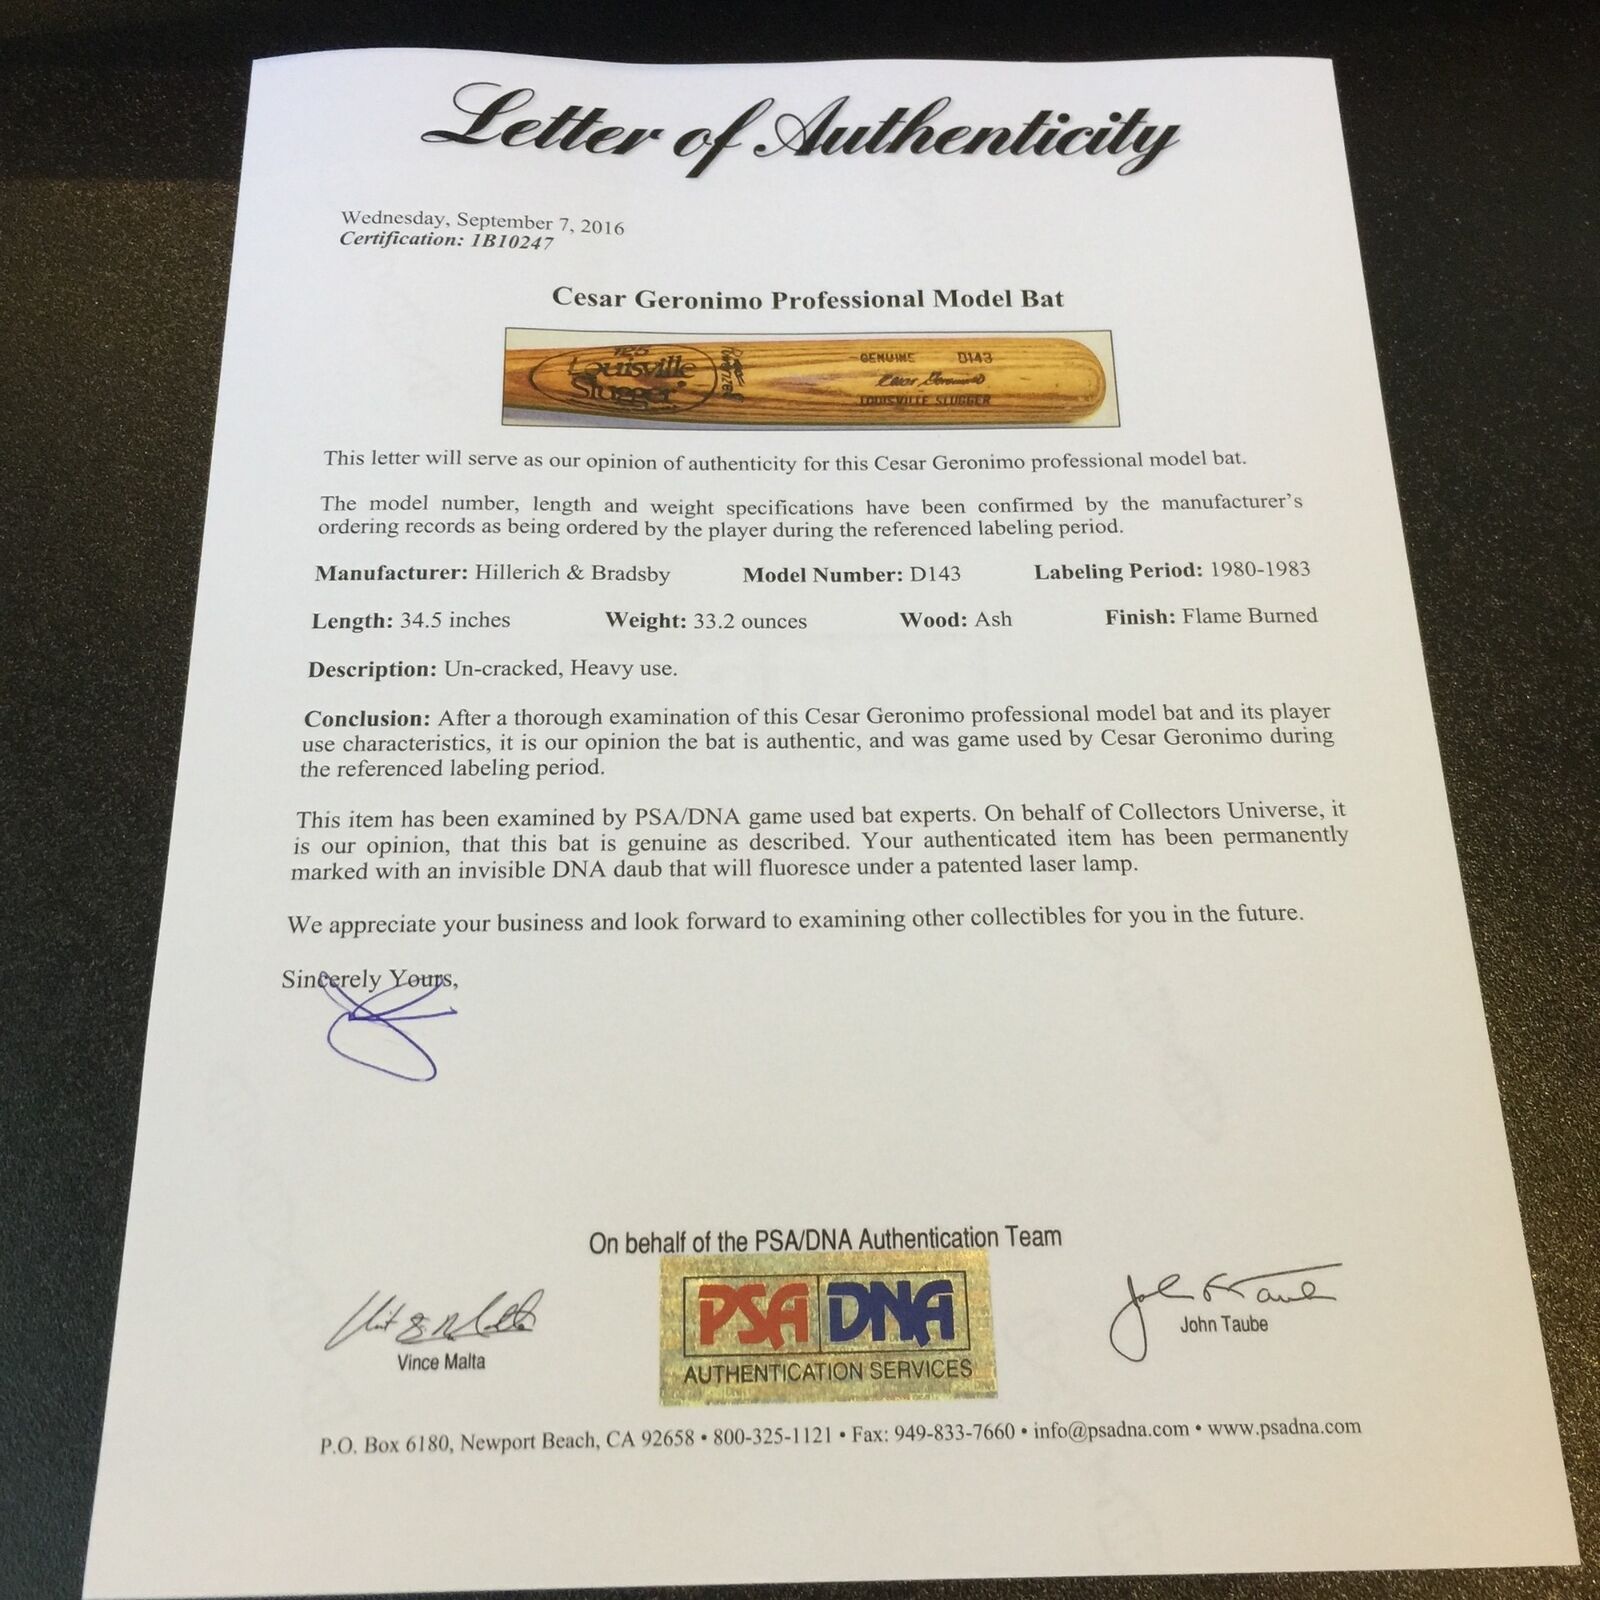 Letter of Authenticity
Wednesday, September 7, 2016
Certification: 1B10247
Cesar Geronimo Professional Model Bat
125
Louisville
Slugger
GENUINE D143
Cesar Geronimo
LOUISVILLE SLUGGER
This letter will serve as our opinion of authenticity for this Cesar Geronimo professional model bat.
The model number, length and weight specifications have been confirmed by the manufacturer's
ordering records as being ordered by the player during the referenced labeling period.
Manufacturer: Hillerich & Bradsby Model Number: D143 Labeling Period: 1980-1983
Length: 34.5 inches Weight: 33.2 ounces Wood: Ash Finish: Flame Burned
Description: Un-cracked, Heavy use.
Conclusion: After a thorough examination of this Cesar Geronimo professional model bat and its player
use characteristics, it is our opinion the bat is authentic, and was game used by Cesar Geronimo during
the referenced labeling period.
This item has been examined by PSA/DNA game used bat experts. On behalf of Collectors Universe, it
is our opinion, that this bat is genuine as described. Your authenticated item has been permanently
marked with an invisible DNA daub that will fluoresce under a patented laser lamp.
We appreciate your business and look forward to examining other collectibles for you in the future.
Sincerely Yours,
On behalf of the PSA/DNA Authentication Team
PSA DNA
AUTHENTICATION SERVICES
Vince Malta
John Taube
P.O. Box 6180, Newport Beach, CA 92658 • 800-325-1121 • Fax: 949-833-7660 • info@psadna.com • www.psadna.com